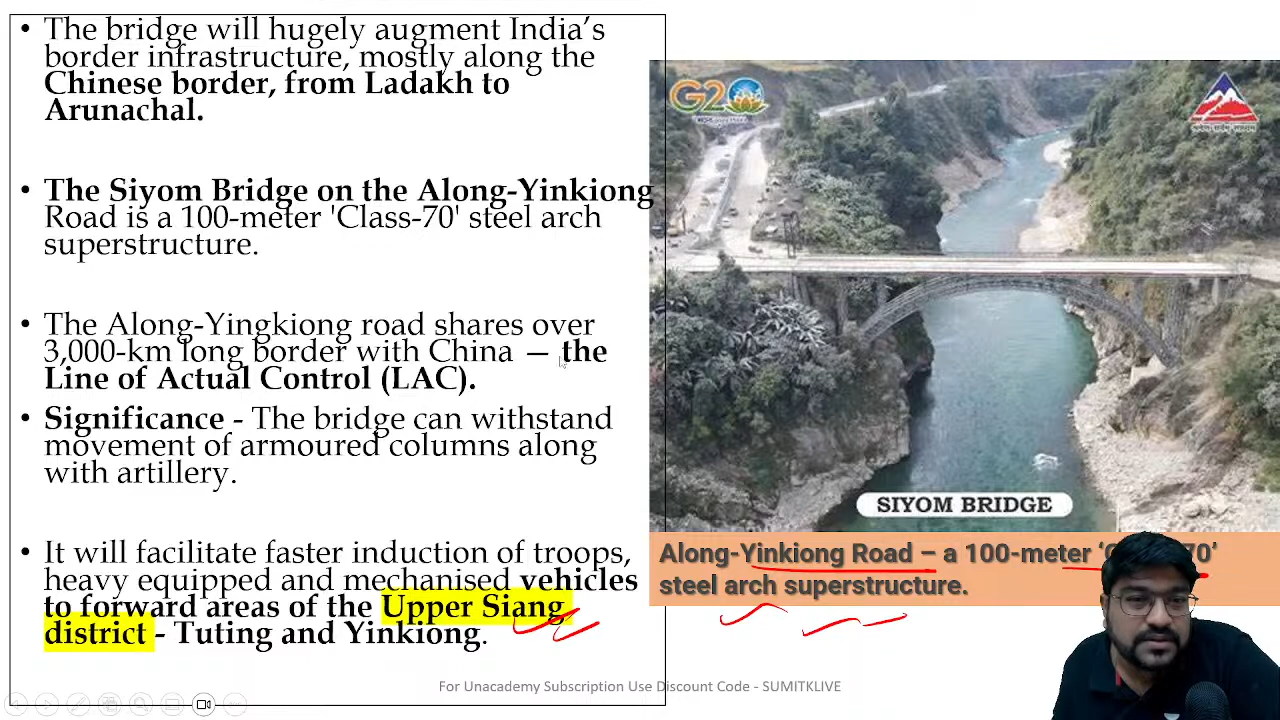 • The bridge will hugely augment India's
border infrastructure, mostly along the
Chinese border, from Ladakh to
Arunachal.
• The Siyom Bridge on the Along-Yinkiong
Road is a 100-meter 'Class-70' steel arch
superstructure.
• The Along-Yingkiong road shares over
3,000-km long border with China – the
Line of Actual Control (LAC).
• Significance - The bridge can withstand
movement of armoured columns along
with artillery.
• It will facilitate faster induction of troops,
heavy equipped and mechanised vehicles
to forward areas of the Upper Siang
district - Tuting and Yinkiong.
G20
SIYOM BRIDGE
Along-Yinkiong Road – a 100-meter
70’
steel arch superstructure.
For Unacademy Subscription Use Discount Code - SUMITKLIVE